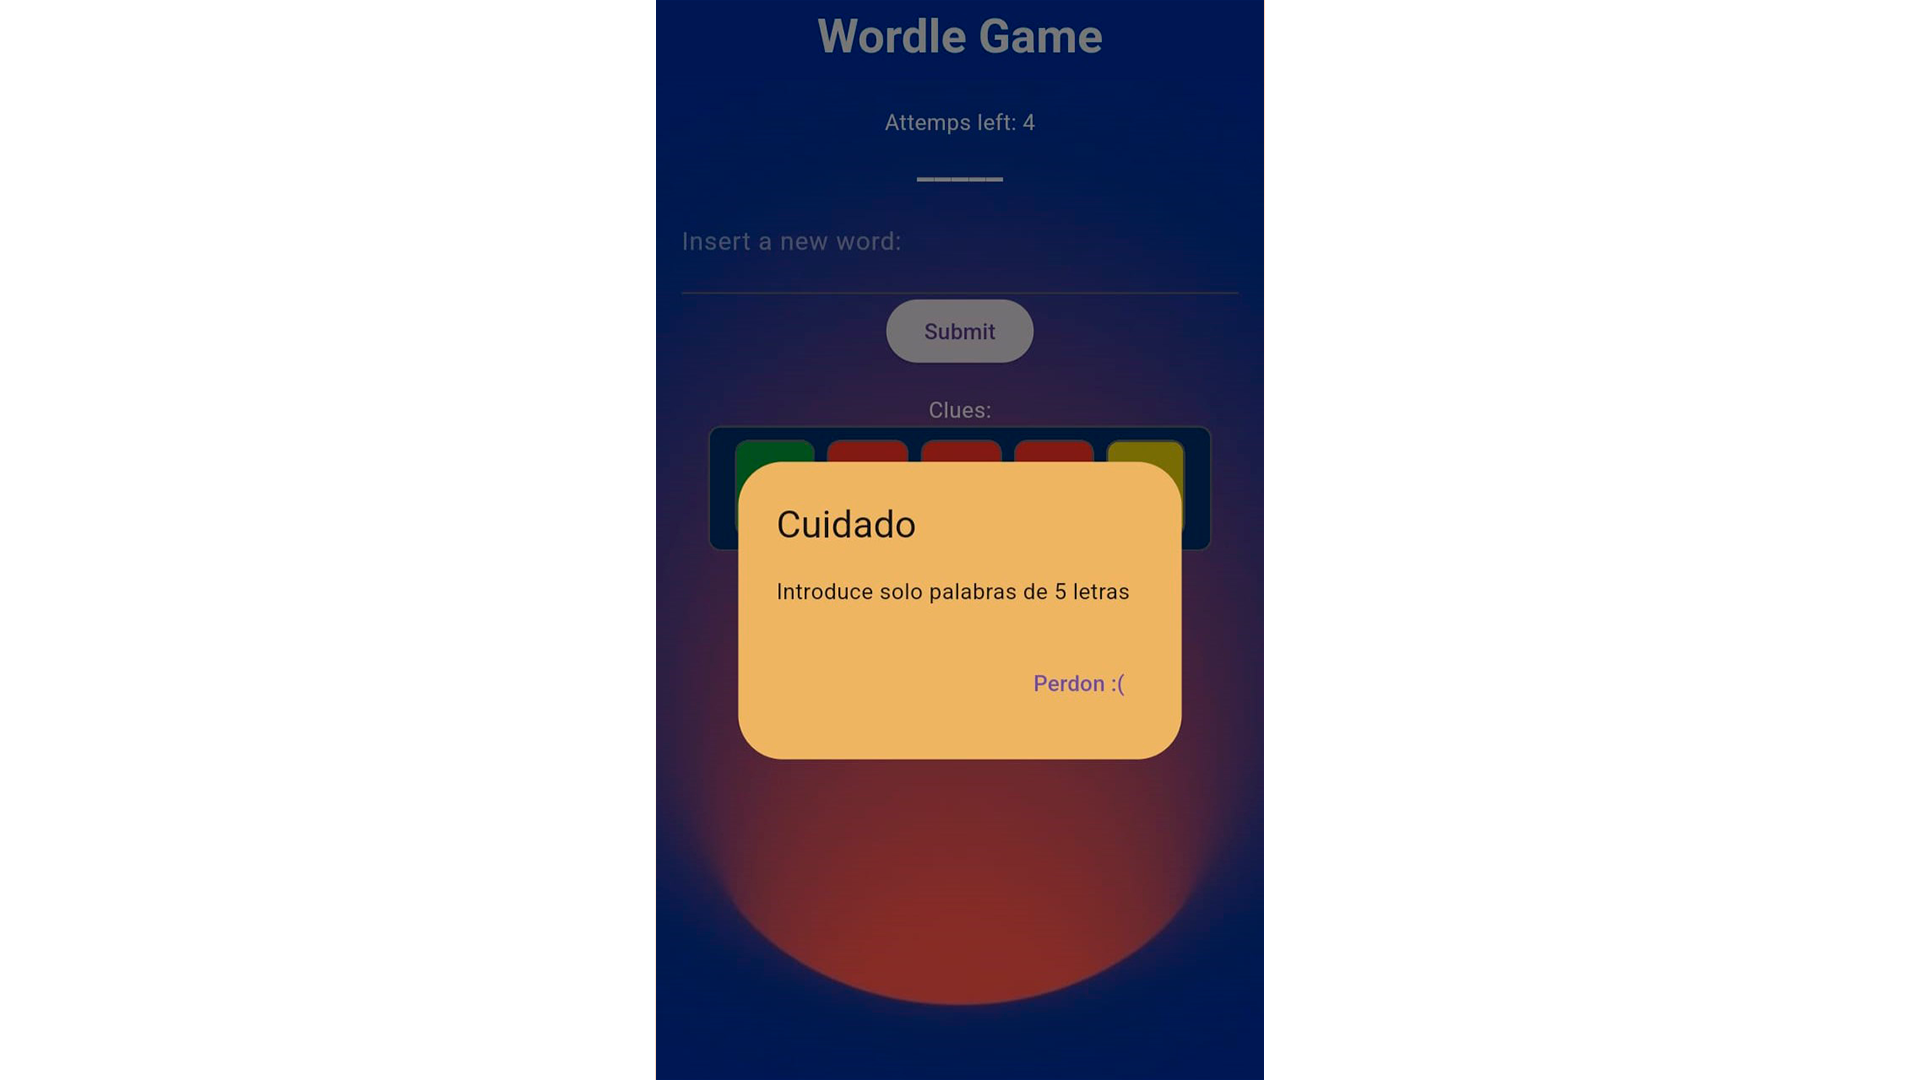 Wordle Game
Attemps left: 4
_____
Insert a new word:
Submit
Clues:
Cuidado
Introduce solo palabras de 5 letras
Perdon :(